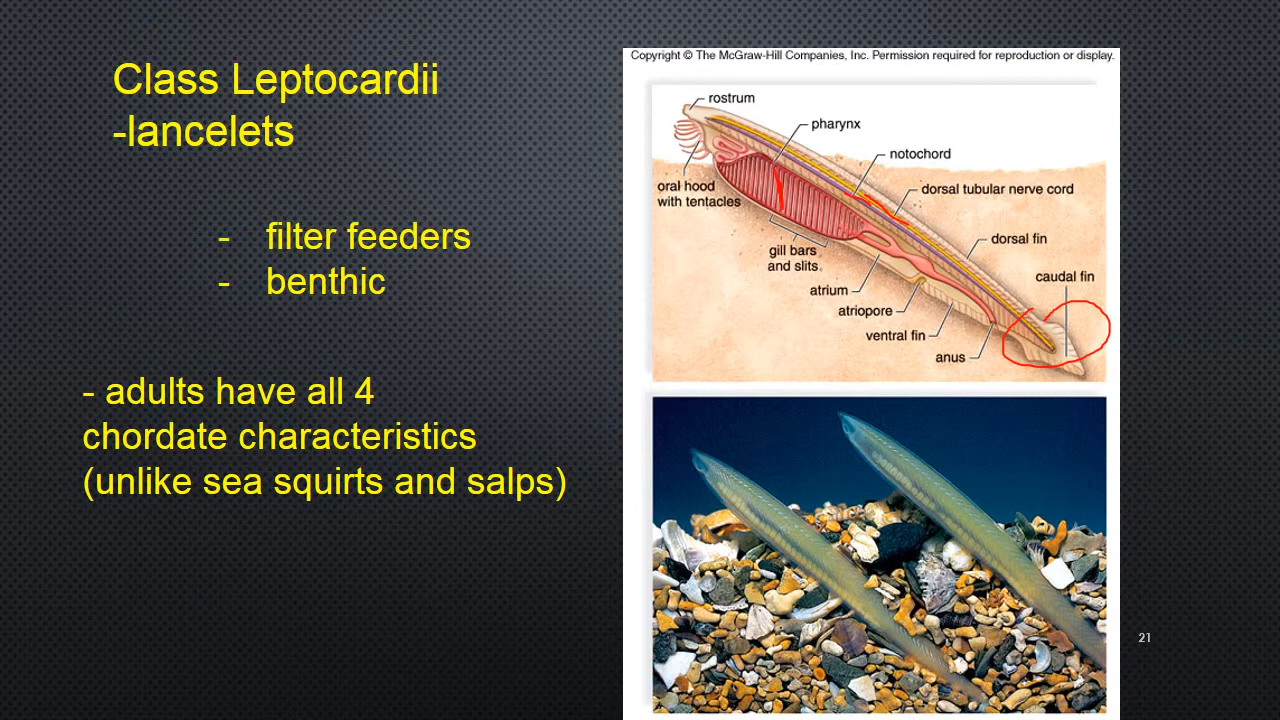 Class Leptocardii
-lancelets
- filter feeders
- benthic
- adults have all 4
chordate characteristics
(unlike sea squirts and salps)
Copyright © The McGraw-Hill Companies, Inc. Permission required for reproduction or display.
rostrum
pharynx
notochord
dorsal tubular nerve cord
oral hood
with tentacles
gill bars
and slits
dorsal fin
caudal fin
atrium
atriopore
ventral fin
anus
21